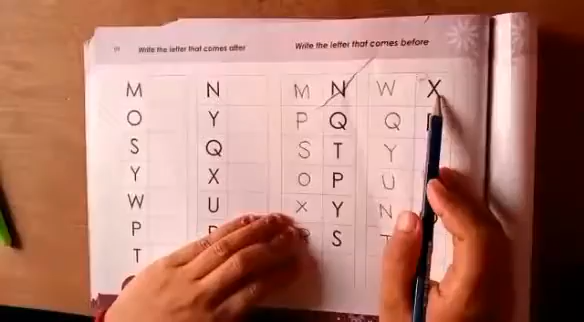 Write the letter that comes after Write the letter that comes before
M N M N W X
O Y P Q Q
S Q S T Y
Y X O P U
W U X Y N
P R S T
T